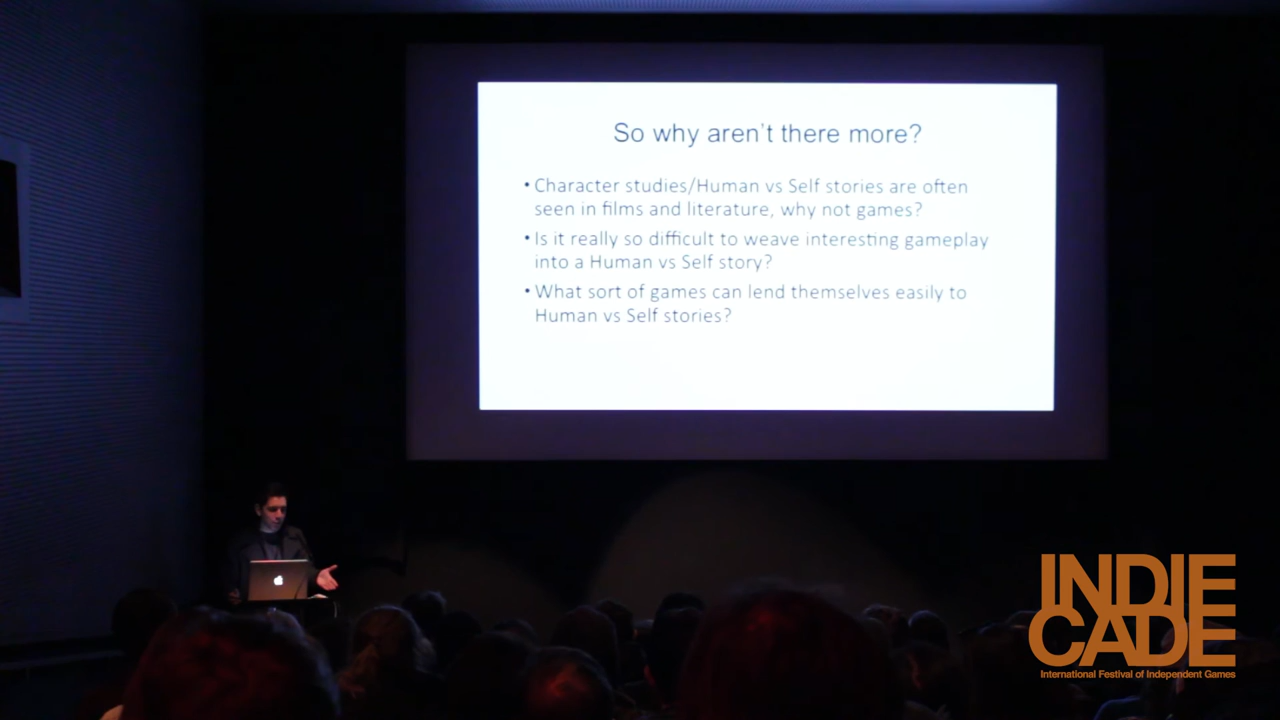 So why aren't there more?
• Character studies/Human vs Self stories are often
seen in films and literature, why not games?
• Is it really so difficult to weave interesting gameplay
into a Human vs Self story?
• What sort of games can lend themselves easily to
Human vs Self stories?
INDIE
CADE
International Festival of Independent Games